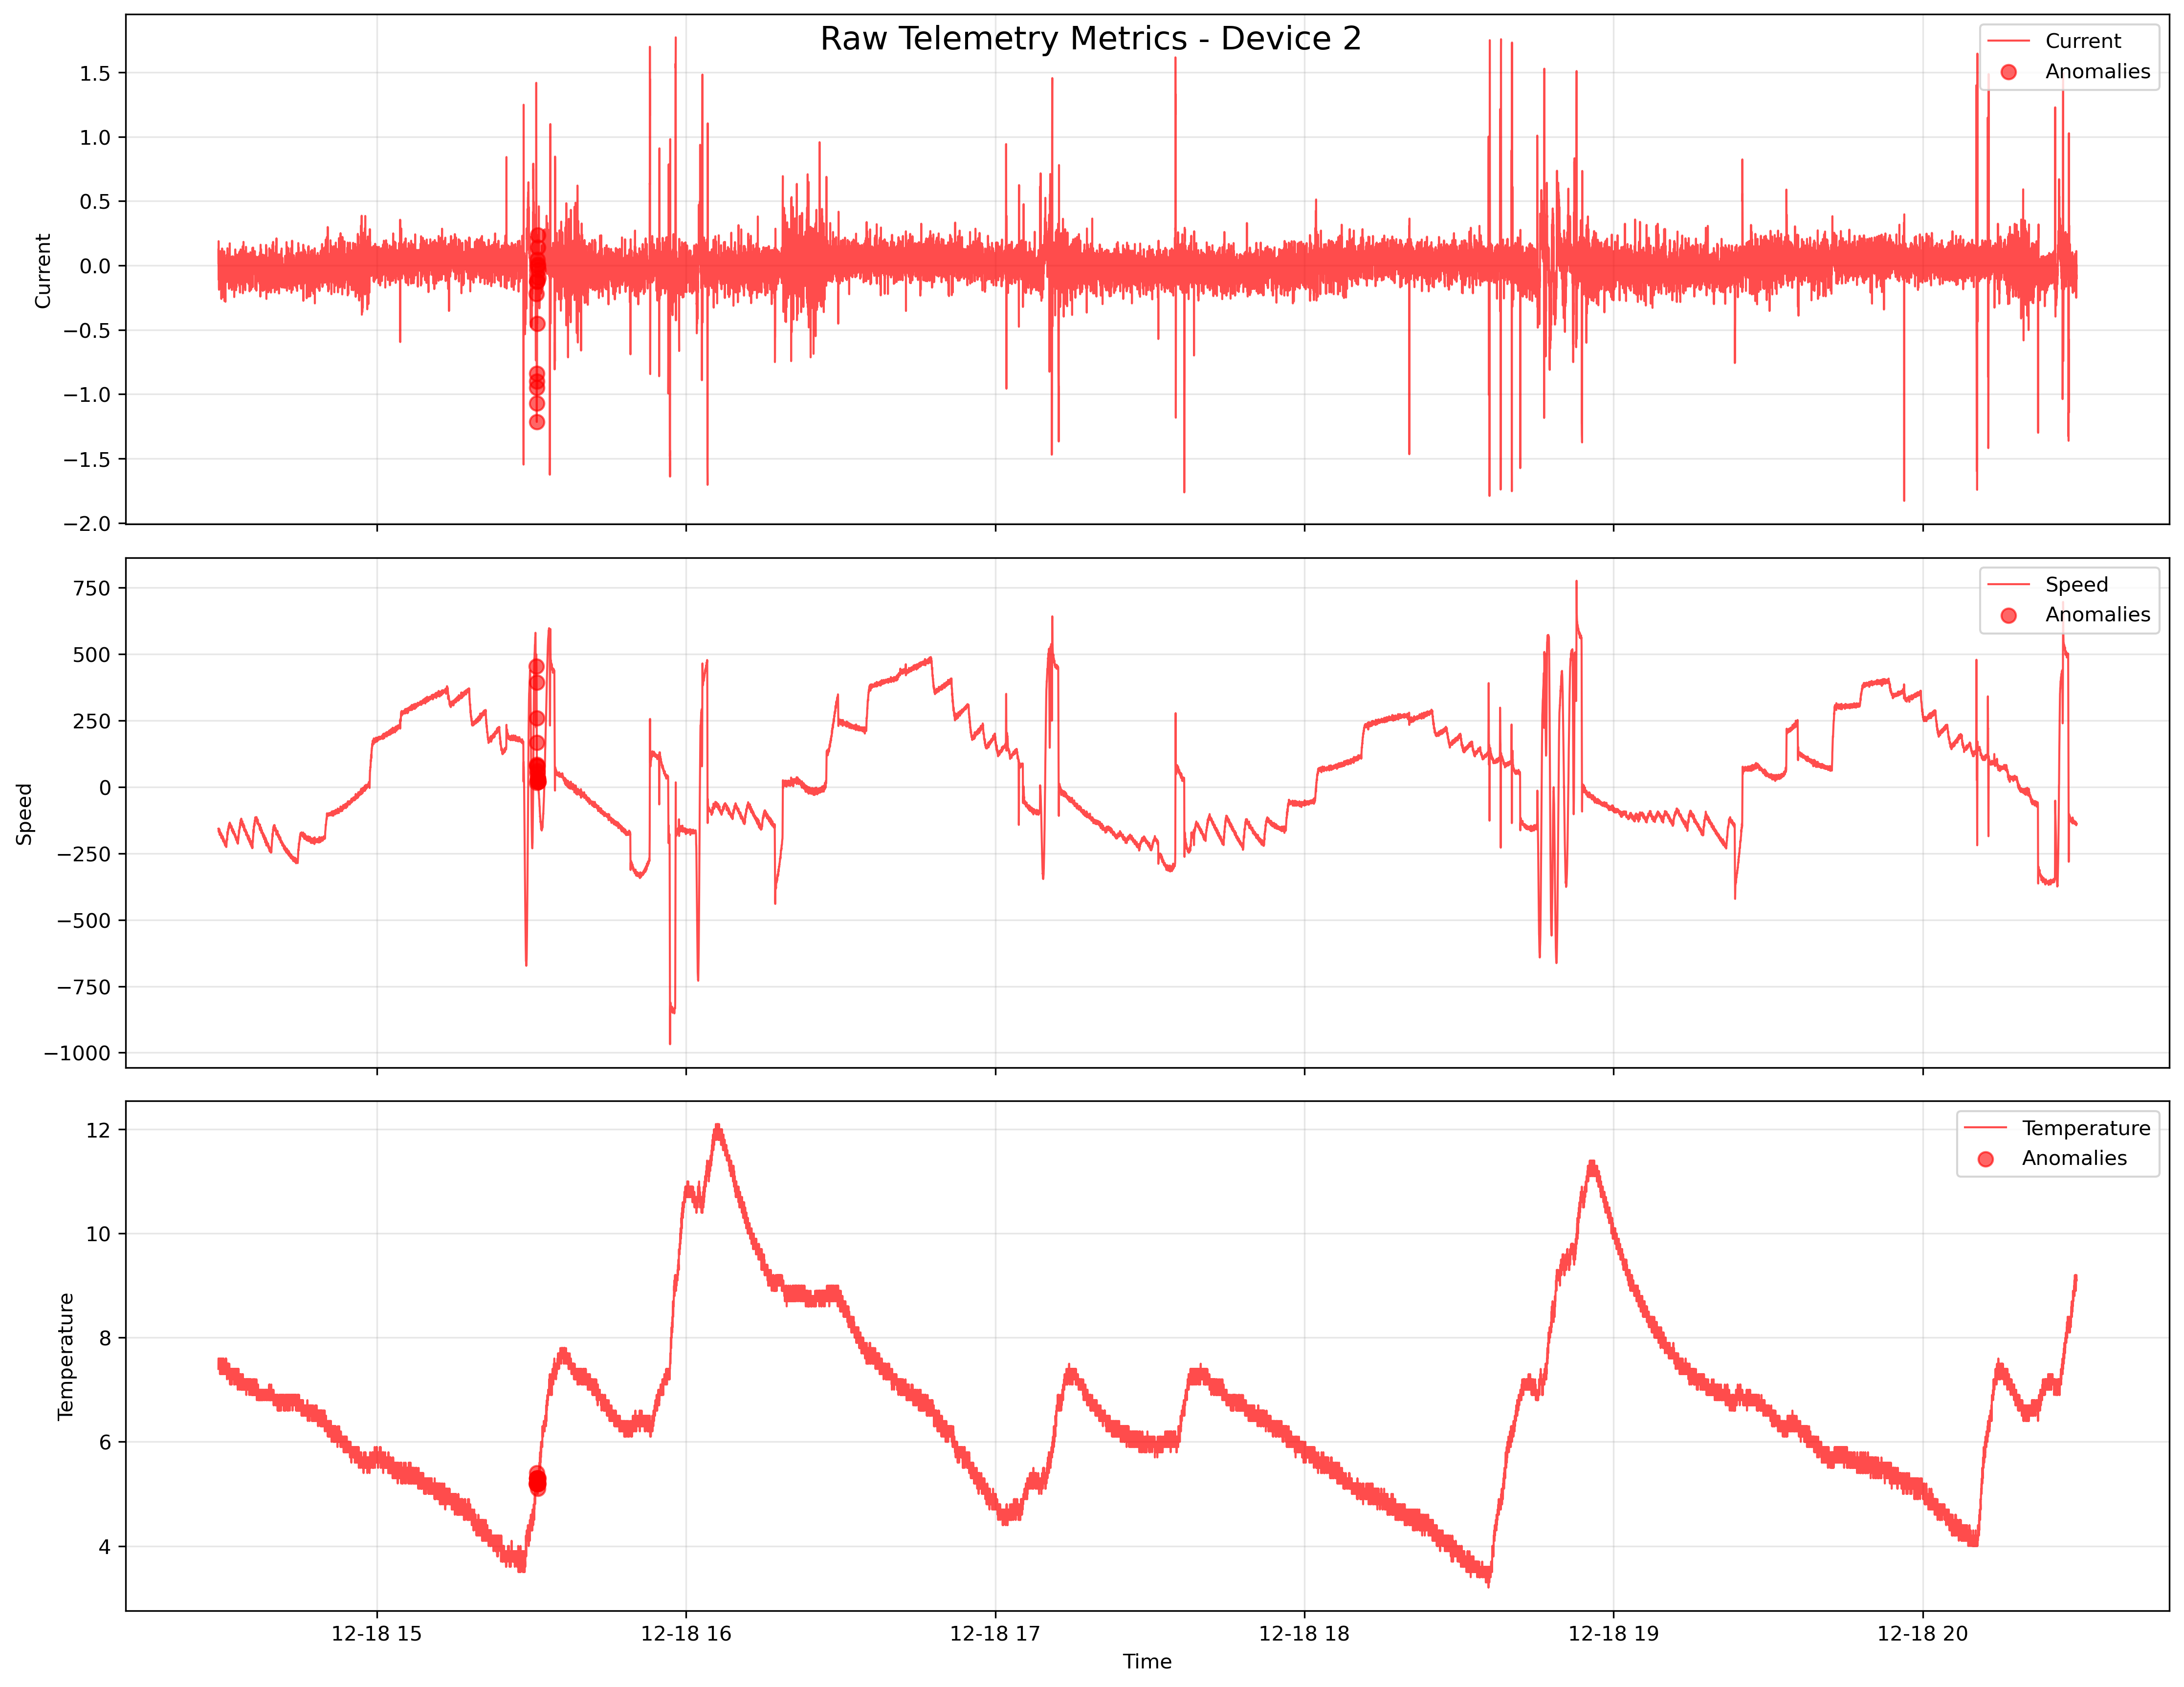 Raw Telemetry Metrics - Device 2
Current
Anomalies
1.5
1.0
0.5
0.0
−0.5
−1.0
−1.5
−2.0
Current
Speed
Anomalies
750
500
250
0
−250
−500
−750
−1000
Speed
Temperature
Anomalies
12
10
8
6
4
Temperature
12-18 15
12-18 16
12-18 17
12-18 18
12-18 19
12-18 20
Time